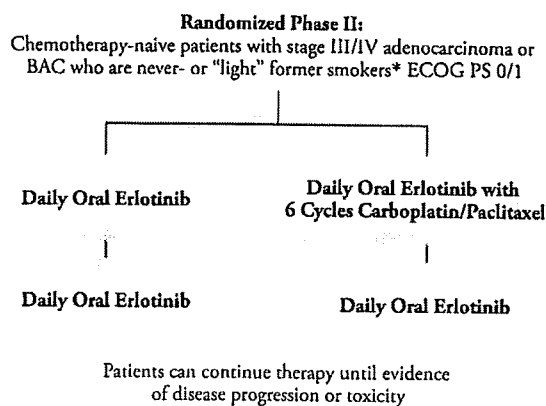 Randomized Phase II:
Chemotherapy-naive patients with stage III/IV adenocarcinoma or
BAC who are never- or "light" former smokers* ECOG PS 0/1
Daily Oral Erlotinib
Daily Oral Erlotinib with
6 Cycles Carboplatin/Paclitaxel
Daily Oral Erlotinib
Daily Oral Erlotinib
Patients can continue therapy until evidence
of disease progression or toxicity